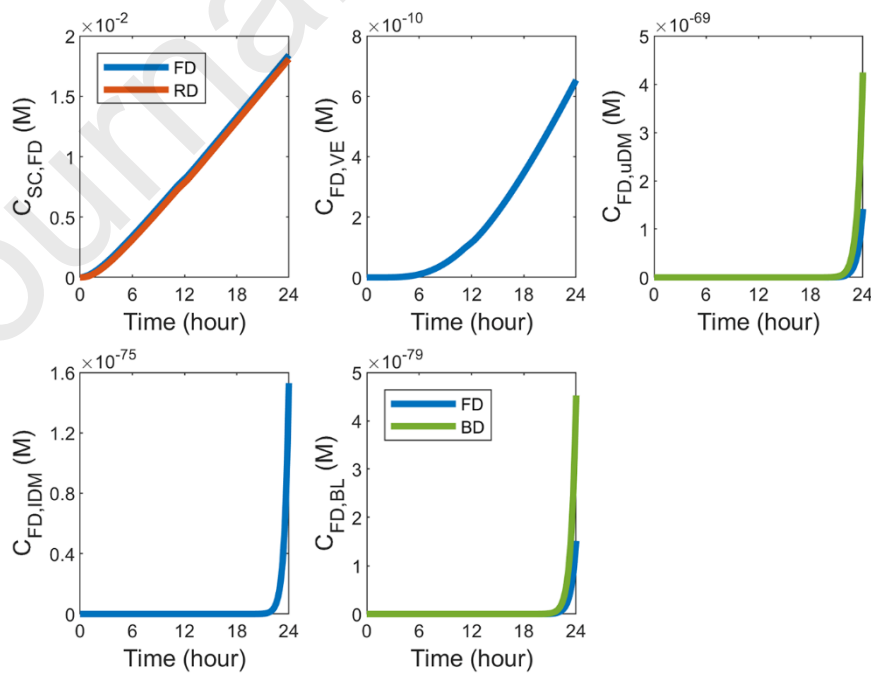 ×10⁻²
2
1.5
1
0.5
0
C_SC,FD (M)
FD
RD
0 6 12 18 24
Time (hour)
×10⁻¹⁰
8
6
4
2
0
C_FD,VE (M)
0 6 12 18 24
Time (hour)
×10⁻⁶⁹
5
4
3
2
1
0
C_FD,uDM (M)
0 6 12 18 24
Time (hour)
×10⁻⁷⁵
1.6
1.2
0.8
0.4
0
C_FD,lDM (M)
0 6 12 18 24
Time (hour)
×10⁻⁷⁹
5
4
3
2
1
0
C_FD,BL (M)
FD
BD
0 6 12 18 24
Time (hour)